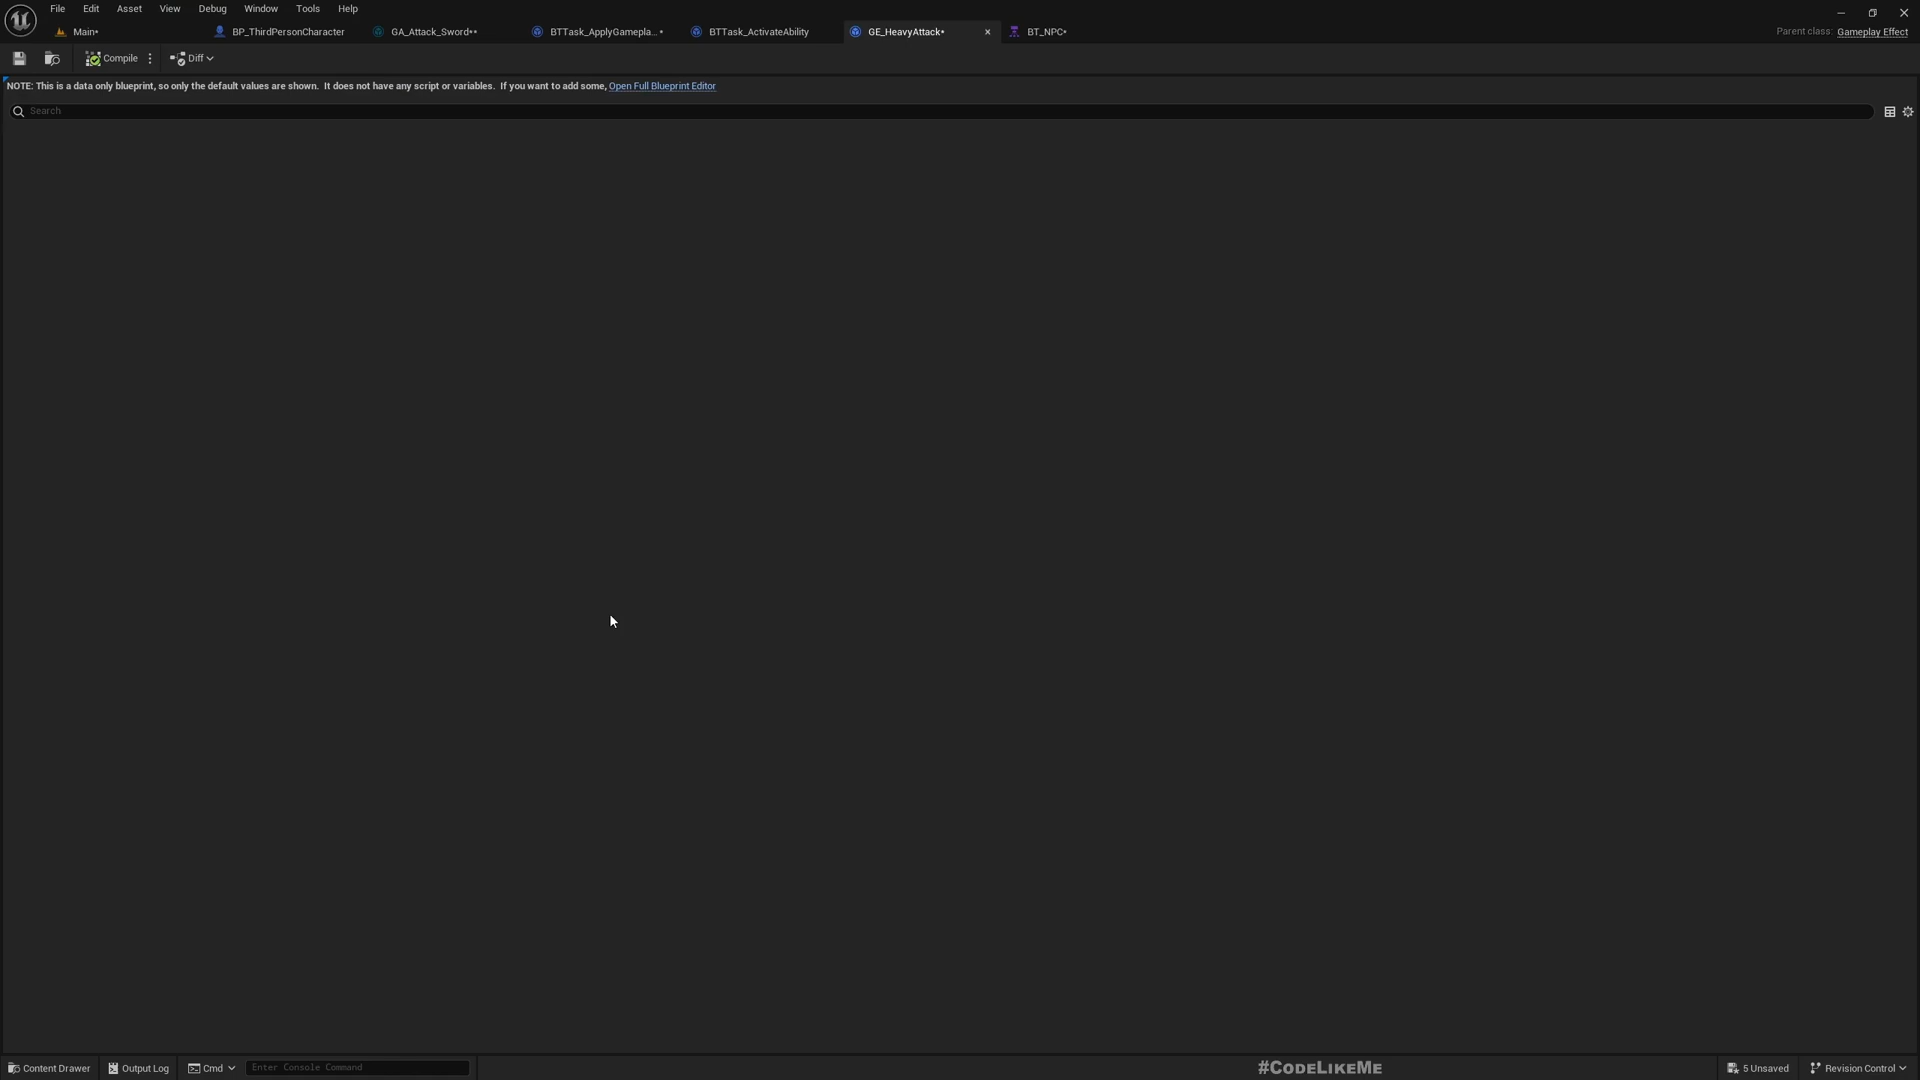 File Edit Asset View Debug Window Tools Help
Main* BP_ThirdPersonCharacter GA_Attack_Sword** BTTask_ApplyGamepla... * BTTask_ActivateAbility GE_HeavyAttack* BT_NPC* Parent class: Gameplay Effect
Compile Diff
NOTE: This is a data only blueprint, so only the default values are shown. It does not have any script or variables. If you want to add some, Open Full Blueprint Editor
Search
Content Drawer Output Log Cmd Enter Console Command #CodeLikeMe 5 Unsaved Revision Control